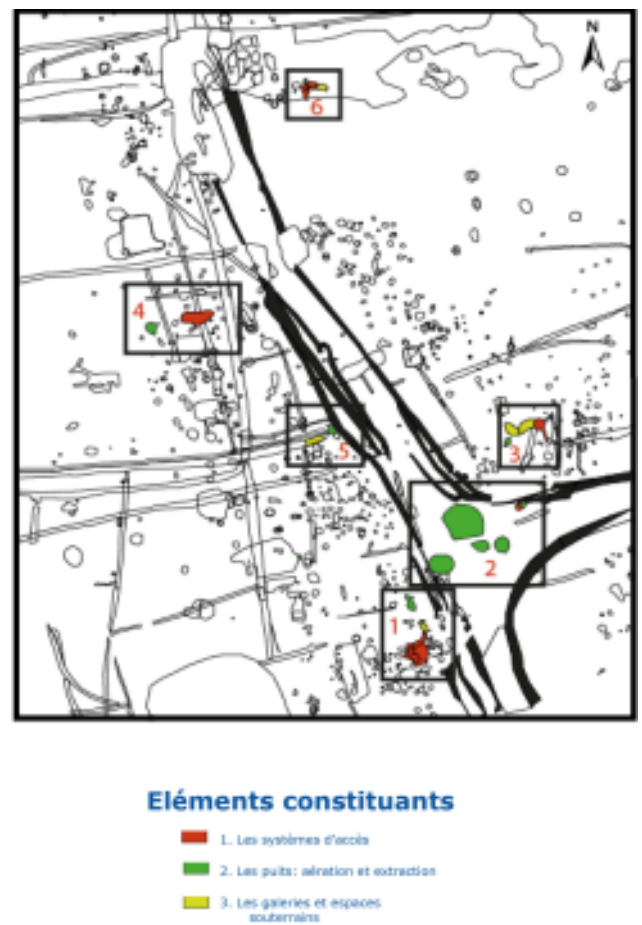 N
6
4
3
5
2
1
Eléments constituants
1. Les systèmes d'accès
2. Les puits: aération et extraction
3. Les galeries et espaces
souterrains